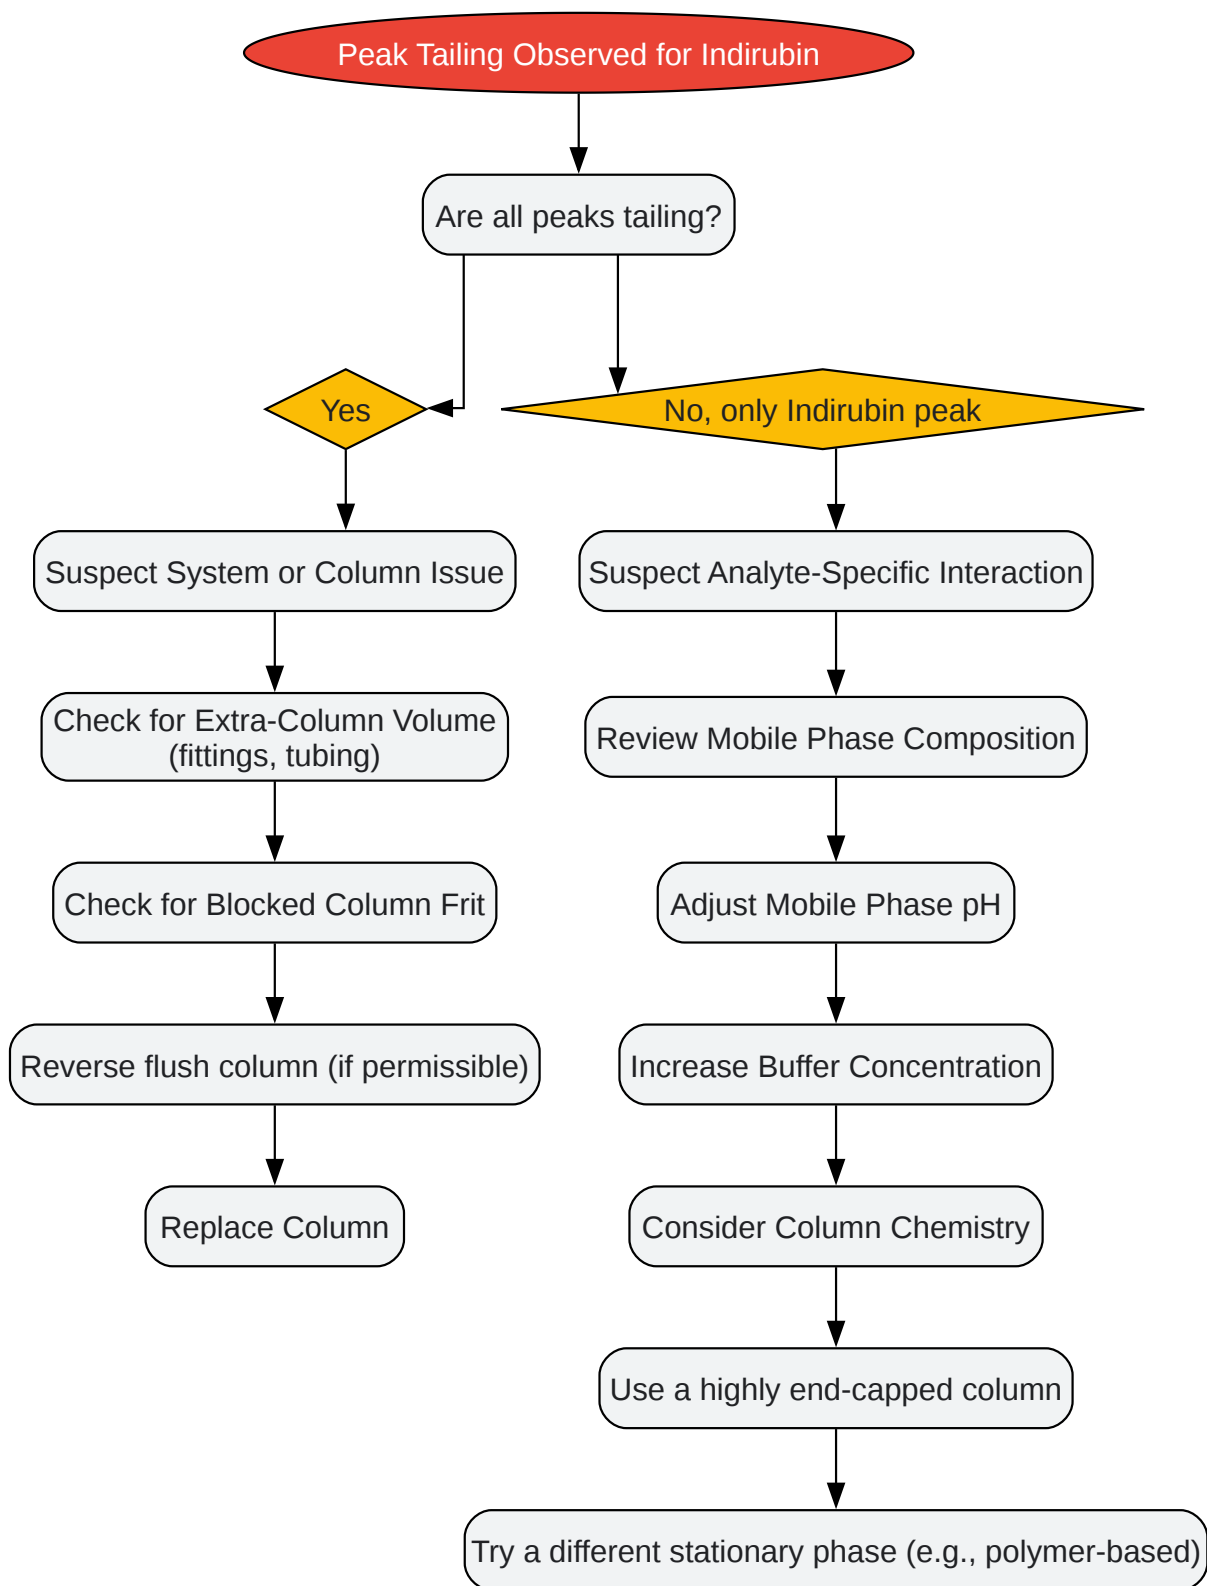 Peak Tailing Observed for Indirubin
Are all peaks tailing?
Yes
No, only Indirubin peak
Suspect System or Column Issue
Suspect Analyte-Specific Interaction
Check for Extra-Column Volume
(fittings, tubing)
Review Mobile Phase Composition
Check for Blocked Column Frit
Adjust Mobile Phase pH
Reverse flush column (if permissible)
Increase Buffer Concentration
Replace Column
Consider Column Chemistry
Use a highly end-capped column
Try a different stationary phase (e.g., polymer-based)